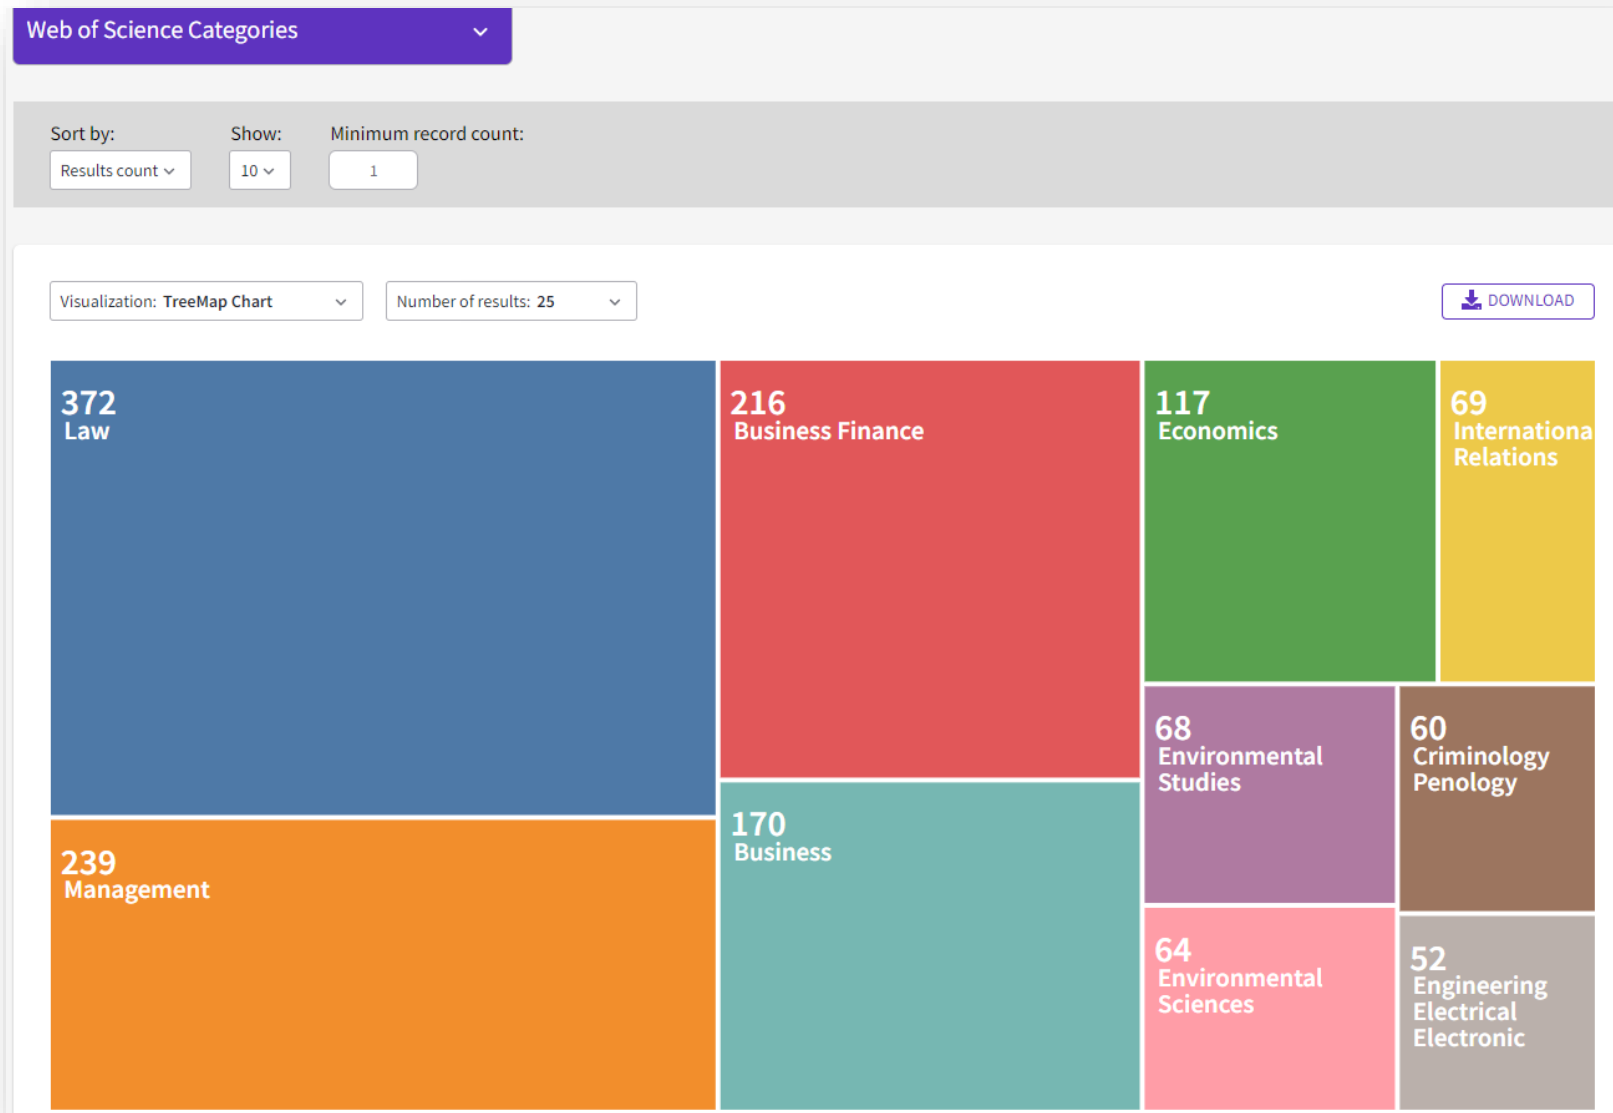 Web of Science Categories
Sort by:
Show:
Minimum record count:
Results count
10
1
Visualization: TreeMap Chart
Number of results: 25
DOWNLOAD
372
Law
216
Business Finance
117
Economics
69
Internationa
Relations
239
Management
170
Business
68
Environmental
Studies
60
Criminology
Penology
64
Environmental
Sciences
52
Engineering
Electrical
Electronic